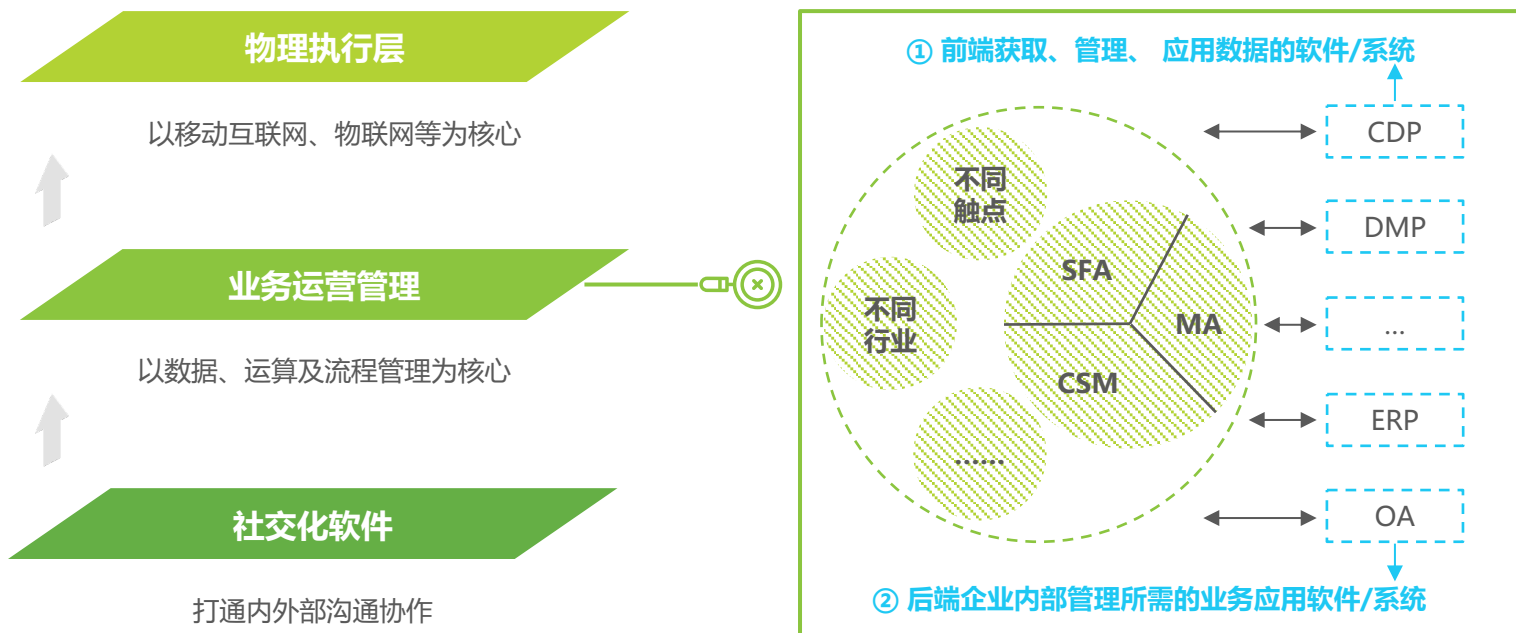 物理执行层
以移动互联网、物联网等为核心
业务运营管理
以数据、运算及流程管理为核心
社交化软件
打通内外部沟通协作
① 前端获取、管理、 应用数据的软件/系统
不同
触点
不同
行业
......
SFA
MA
CSM
CDP
DMP
...
ERP
OA
② 后端企业内部管理所需的业务应用软件/系统